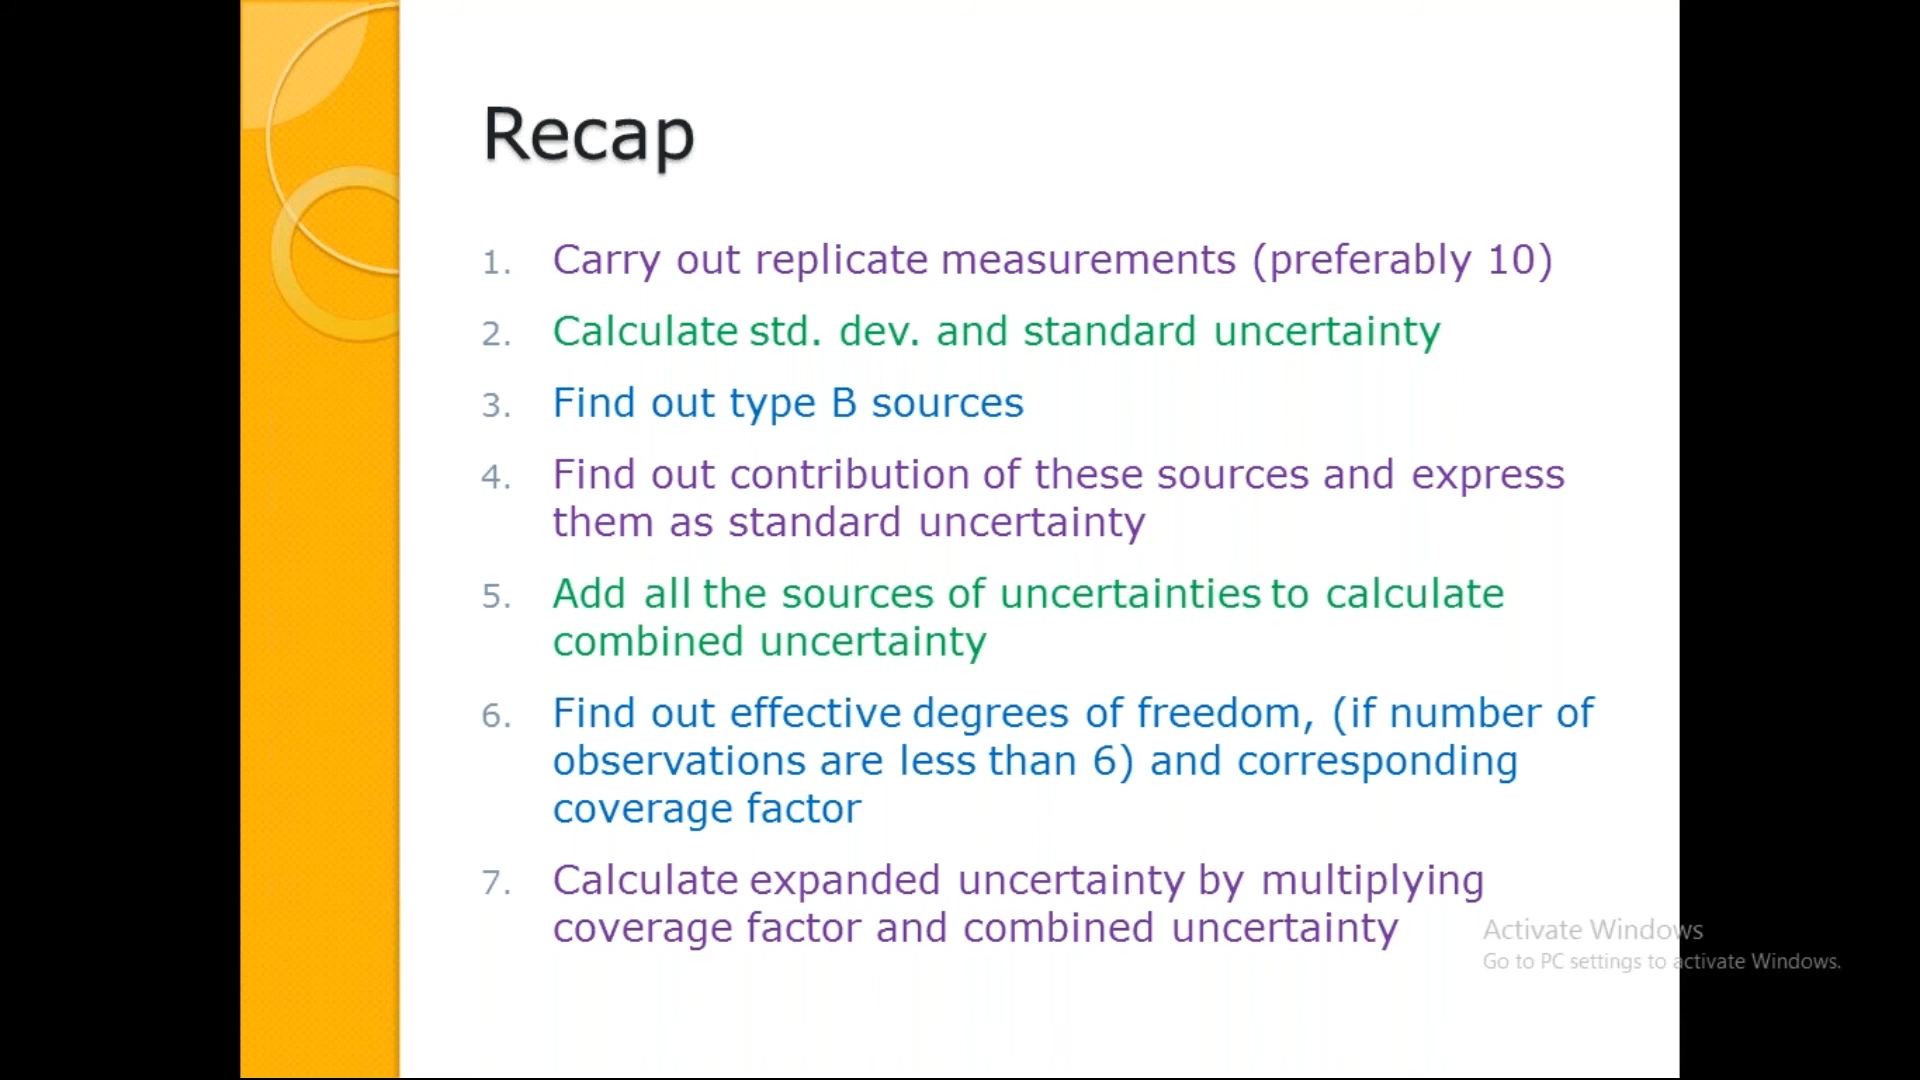 Recap
1. Carry out replicate measurements (preferably 10)
2. Calculate std. dev. and standard uncertainty
3. Find out type B sources
4. Find out contribution of these sources and express
them as standard uncertainty
5. Add all the sources of uncertainties to calculate
combined uncertainty
6. Find out effective degrees of freedom, (if number of
observations are less than 6) and corresponding
coverage factor
7. Calculate expanded uncertainty by multiplying
coverage factor and combined uncertainty
Activate Windows
Go to PC settings to activate Windows.